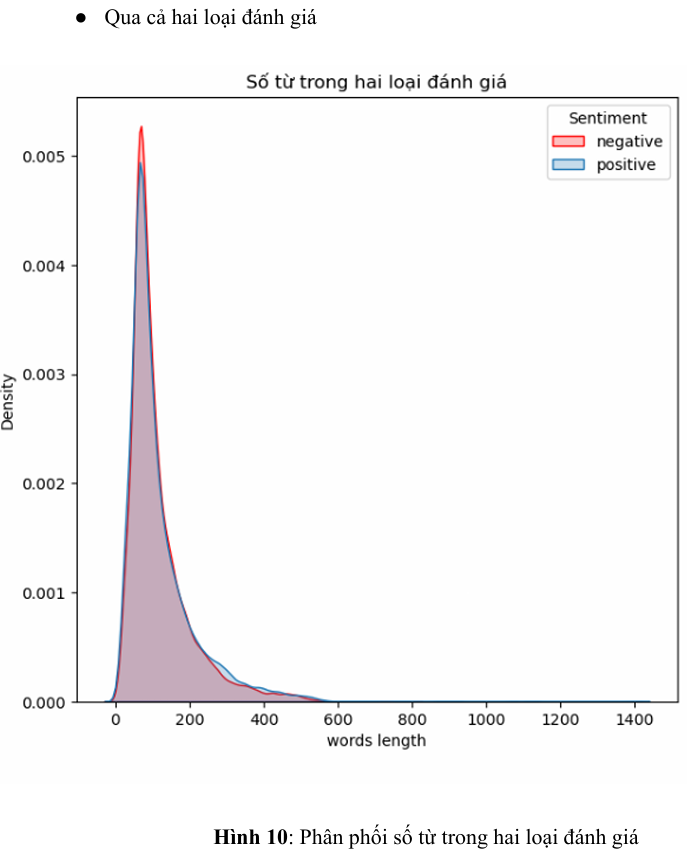 ● Qua cả hai loại đánh giá
Số từ trong hai loại đánh giá
Sentiment
negative
positive
0.005
0.004
0.003
0.002
0.001
0.000
Density
0 200 400 600 800 1000 1200 1400
words length
Hình 10: Phân phối số từ trong hai loại đánh giá